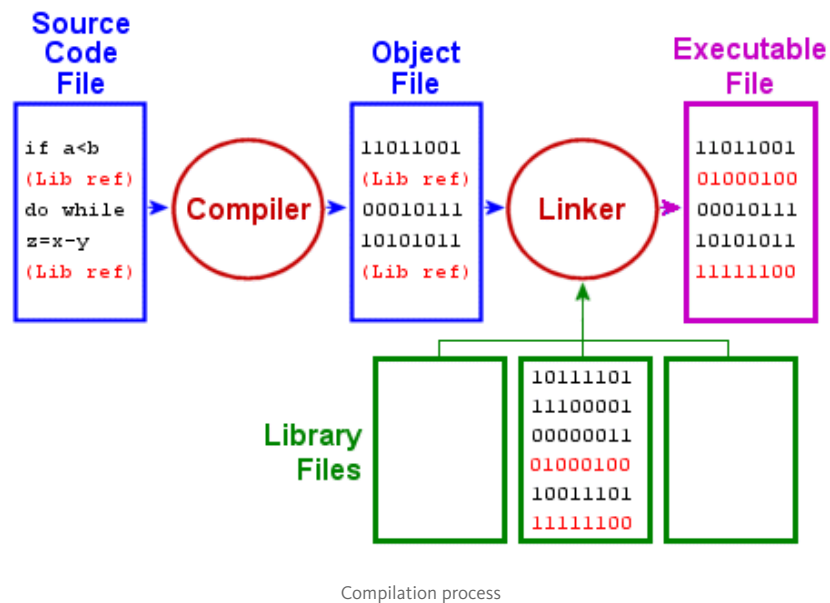 Source
Code
File
if a<b
(Lib ref)
do while
z=x-y
(Lib ref)
Compiler
Object
File
11011001
(Lib ref)
00010111
10101011
(Lib ref)
Linker
Executable
File
11011001
01000100
00010111
10101011
11111100
Library
Files
10111101
11100001
00000011
01000100
10011101
11111100
Compilation process